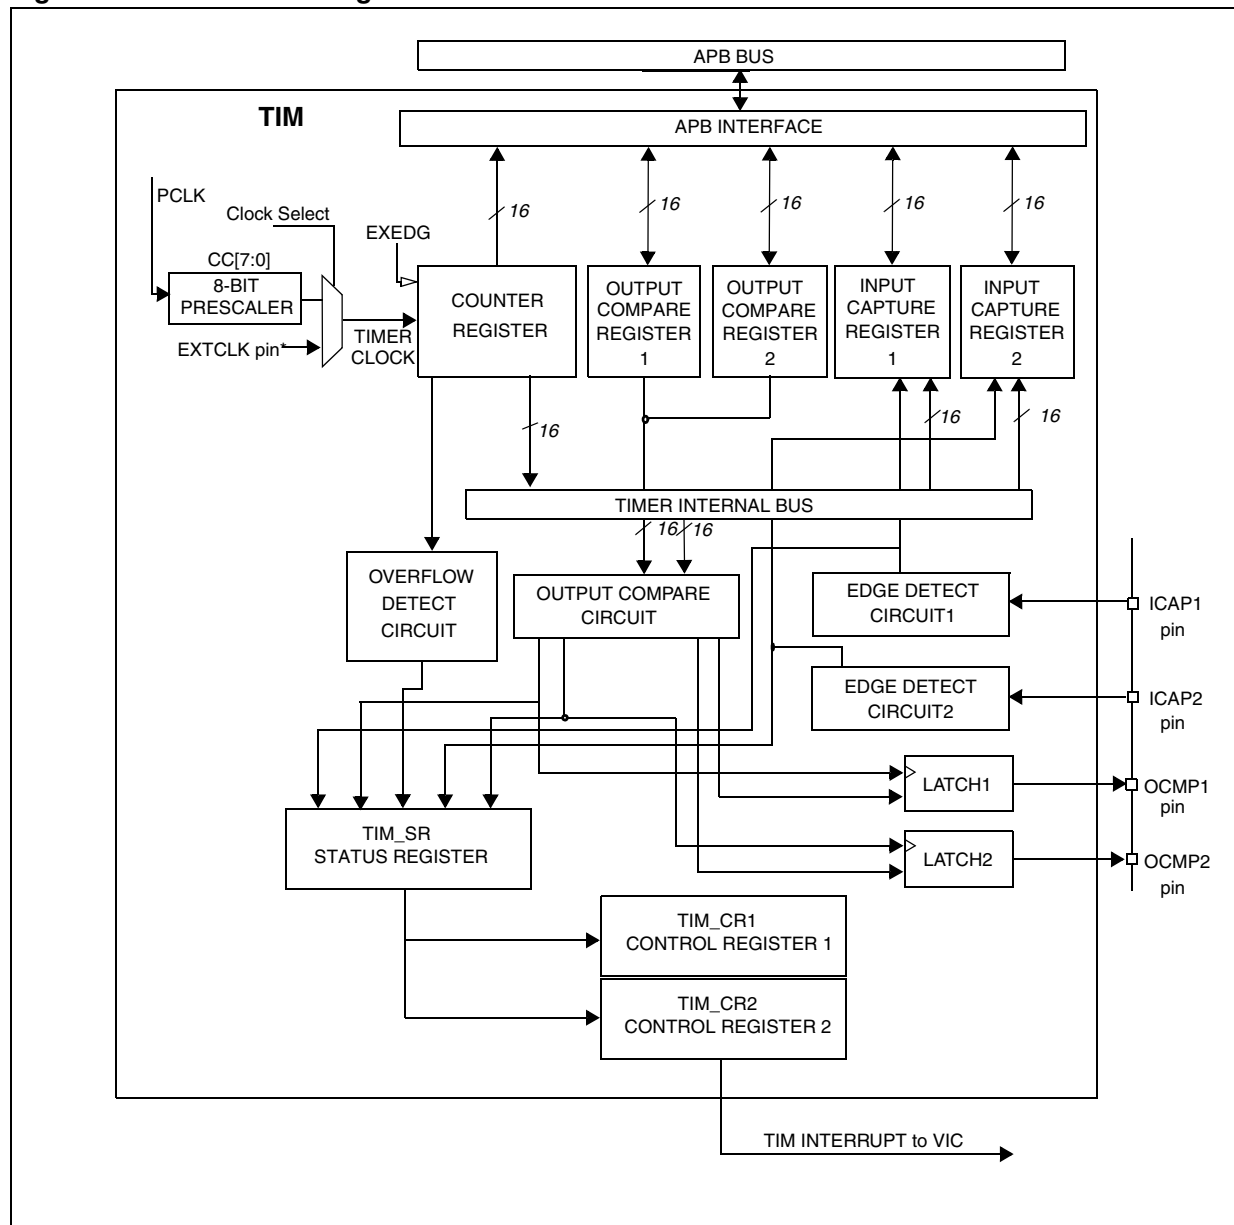 APB BUS
TIM
APB INTERFACE
PCLK
Clock Select
EXEDG
16
16
16
16
16
CC[7:0]
8-BIT
PRESCALER
EXTCLK pin*
TIMER
CLOCK
COUNTER
REGISTER
OUTPUT
COMPARE
REGISTER
1
OUTPUT
COMPARE
REGISTER
2
INPUT
CAPTURE
REGISTER
1
INPUT
CAPTURE
REGISTER
2
16
16
16
TIMER INTERNAL BUS
16
16
OVERFLOW
DETECT
CIRCUIT
OUTPUT COMPARE
CIRCUIT
EDGE DETECT
CIRCUIT1
ICAP1
pin
EDGE DETECT
CIRCUIT2
ICAP2
pin
LATCH1
OCMP1
pin
LATCH2
OCMP2
pin
TIM_SR
STATUS REGISTER
TIM_CR1
CONTROL REGISTER 1
TIM_CR2
CONTROL REGISTER 2
TIM INTERRUPT to VIC